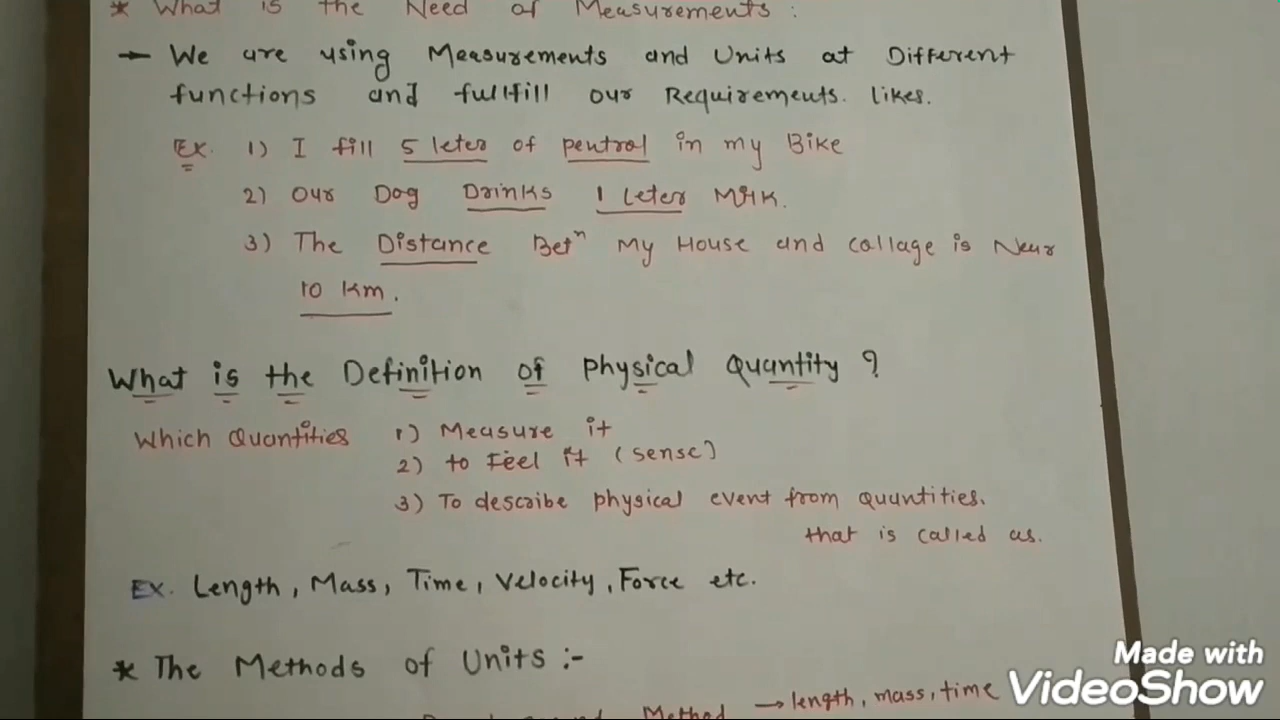 * What is the Need of Measurements :
→ We are using Measurements and Units at Different
functions and fullfill our Requirements. likes.
Ex. 1) I fill 5 leter of pentral in my Bike
2) our Dog Drinks 1 leter Milk.
3) The Distance Betⁿ My House and callage is Near
10 km.
What is the Definition of physical Quantity ?
Which Quantities 1) Measure it
2) to Feel it (sense)
3) To describe physical event from quantities.
that is called as.
Ex. Length, Mass, Time, Velocity, Force etc.
* The Methods of Units :-
Method → length, mass, time
Made with
VideoShow